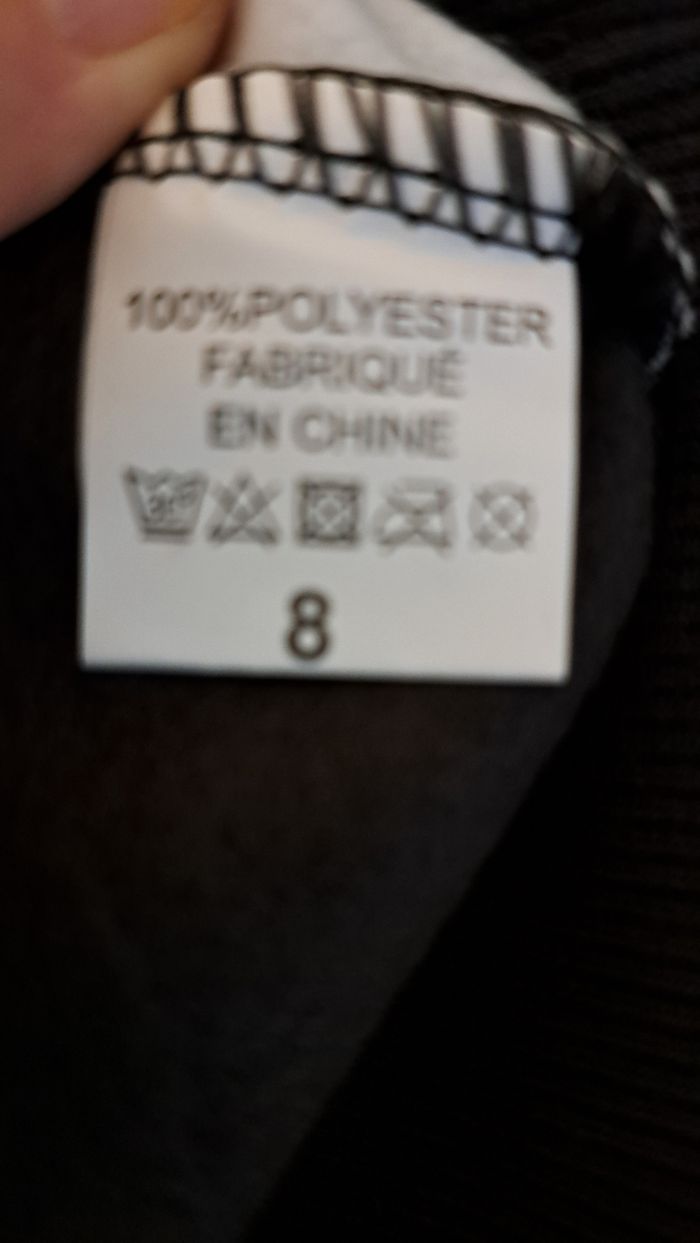 100%POLYESTER
FABRIQUÉ
EN CHINE
8